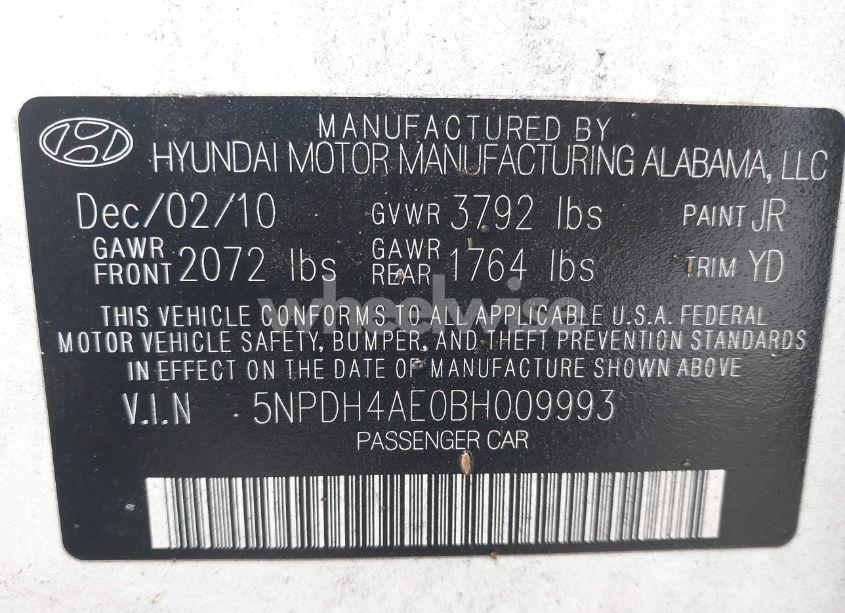 MANUFACTURED BY
HYUNDAI MOTOR MANUFACTURING ALABAMA, LLC
Dec/02/10 GVWR 3792 lbs PAINT JR
GAWR FRONT 2072 lbs GAWR REAR 1764 lbs TRIM YD
wheelwise
THIS VEHICLE CONFORMS TO ALL APPLICABLE U.S.A. FEDERAL
MOTOR VEHICLE SAFETY, BUMPER, AND THEFT PREVENTION STANDARDS
IN EFFECT ON THE DATE OF MANUFACTURE SHOWN ABOVE
V.I.N 5NPDH4AE0BH009993
PASSENGER CAR